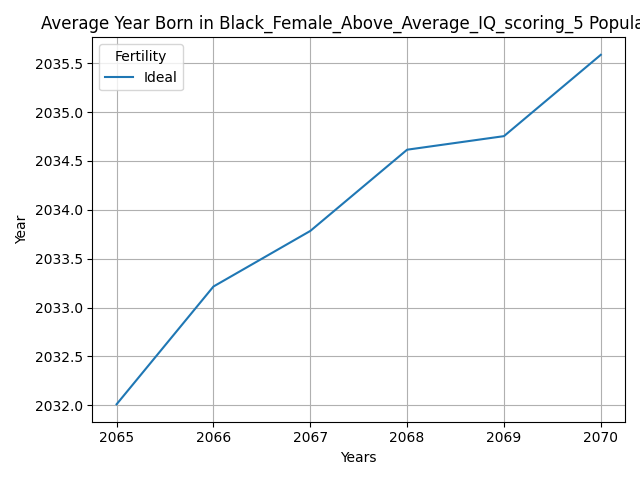 Average Year Born in Black_Female_Above_Average_IQ_scoring_5 Popula
Fertility
Ideal
Year
2035.5
2035.0
2034.5
2034.0
2033.5
2033.0
2032.5
2032.0
2065 2066 2067 2068 2069 2070
Years